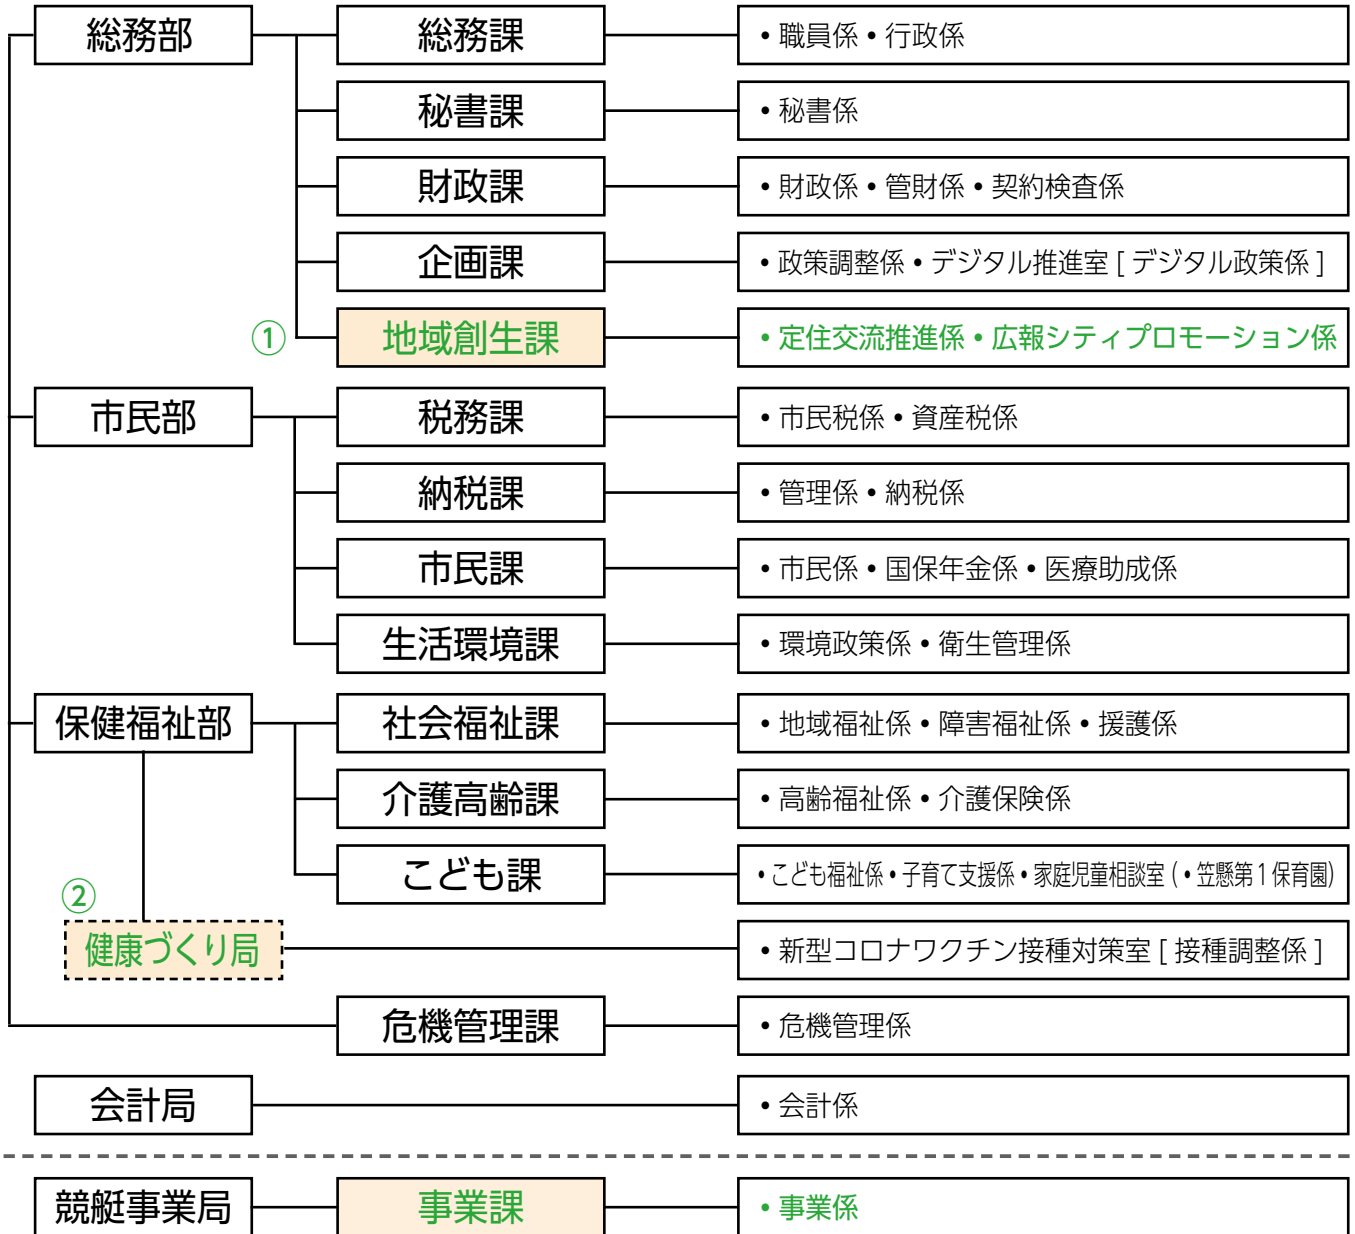 総務部 総務課 • 職員係 • 行政係
秘書課 • 秘書係
財政課 • 財政係 • 管財係 • 契約検査係
企画課 • 政策調整係 • デジタル推進室 [ デジタル政策係 ]
① 地域創生課 • 定住交流推進係 • 広報シティプロモーション係
市民部 税務課 • 市民税係 • 資産税係
納税課 • 管理係 • 納税係
市民課 • 市民係 • 国保年金係 • 医療助成係
生活環境課 • 環境政策係 • 衛生管理係
保健福祉部 社会福祉課 • 地域福祉係 • 障害福祉係 • 援護係
介護高齢課 • 高齢福祉係 • 介護保険係
こども課 • こども福祉係 • 子育て支援係 • 家庭児童相談室 ( • 笠懸第1保育園)
②
健康づくり局 • 新型コロナワクチン接種対策室 [ 接種調整係 ]
危機管理課 • 危機管理係
会計局 • 会計係
競艇事業局 事業課 • 事業係